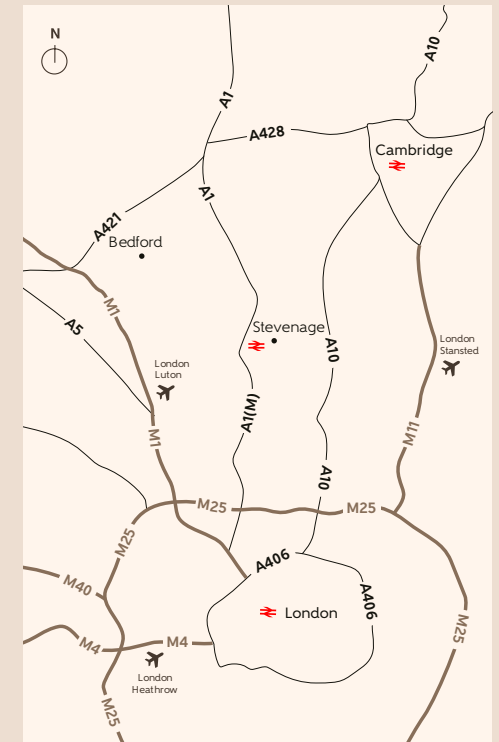 N
A10
A1
A428
Cambridge
A1
A421
Bedford
M1
A5
Stevenage
A10
London
Stansted
London
Luton
A1(M)
M1
M11
A10
M25
M25
M25
A406
M40
A406
London
M25
M4
M4
London
Heathrow
M25